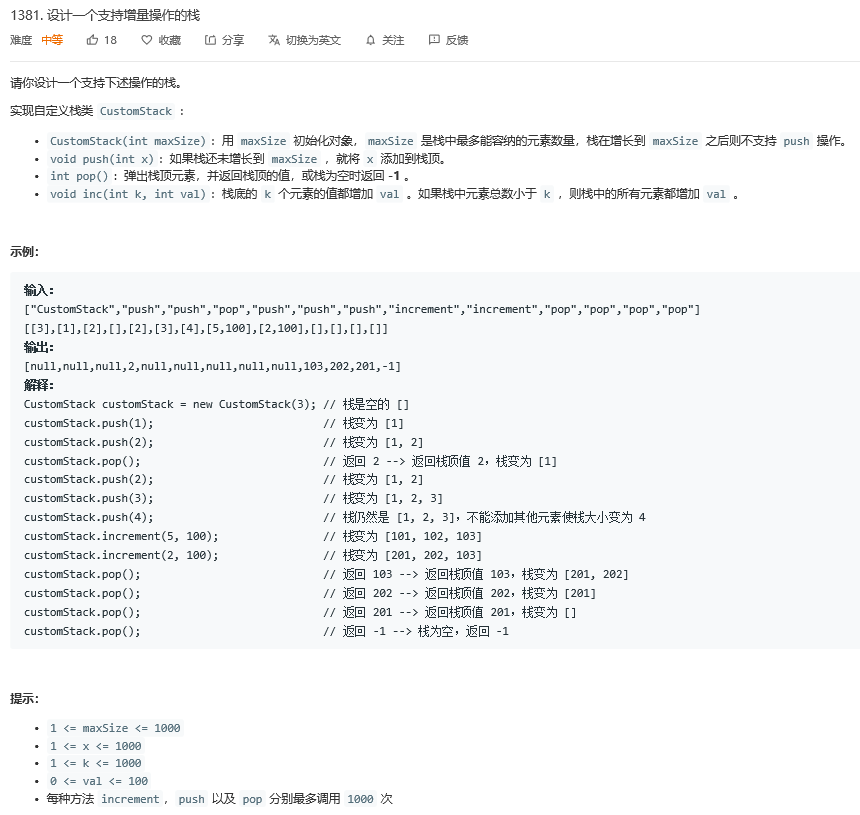 1381. 设计一个支持增量操作的栈
难度 中等 18 收藏 分享 切换为英文 关注 反馈
请你设计一个支持下述操作的栈。
实现自定义栈类 CustomStack :
• CustomStack(int maxSize): 用 maxSize 初始化对象, maxSize 是栈中最多能容纳的元素数量,栈在增长到 maxSize 之后则不支持 push 操作。
• void push(int x): 如果栈还未增长到 maxSize ,就将 x 添加到栈顶。
• int pop(): 弹出栈顶元素,并返回栈顶的值,或栈为空时返回 -1 。
• void inc(int k, int val): 栈底的 k 个元素的值都增加 val 。如果栈中元素总数小于 k ,则栈中的所有元素都增加 val 。
示例:
输入:
["CustomStack","push","push","pop","push","push","push","increment","increment","pop","pop","pop","pop"]
[[3],[1],[2],[],[2],[3],[4],[5,100],[2,100],[],[],[],[]]
输出:
[null,null,null,2,null,null,null,null,null,103,202,201,-1]
解释:
CustomStack customStack = new CustomStack(3); // 栈是空的 []
customStack.push(1); // 栈变为 [1]
customStack.push(2); // 栈变为 [1, 2]
customStack.pop(); // 返回 2 --> 返回栈顶值 2,栈变为 [1]
customStack.push(2); // 栈变为 [1, 2]
customStack.push(3); // 栈变为 [1, 2, 3]
customStack.push(4); // 栈仍然是 [1, 2, 3],不能添加其他元素使栈大小变为 4
customStack.increment(5, 100); // 栈变为 [101, 102, 103]
customStack.increment(2, 100); // 栈变为 [201, 202, 103]
customStack.pop(); // 返回 103 --> 返回栈顶值 103,栈变为 [201, 202]
customStack.pop(); // 返回 202 --> 返回栈顶值 202,栈变为 [201]
customStack.pop(); // 返回 201 --> 返回栈顶值 201,栈变为 []
customStack.pop(); // 返回 -1 --> 栈为空,返回 -1
提示:
• 1 <= maxSize <= 1000
• 1 <= x <= 1000
• 1 <= k <= 1000
• 0 <= val <= 100
• 每种方法 increment, push 以及 pop 分别最多调用 1000 次